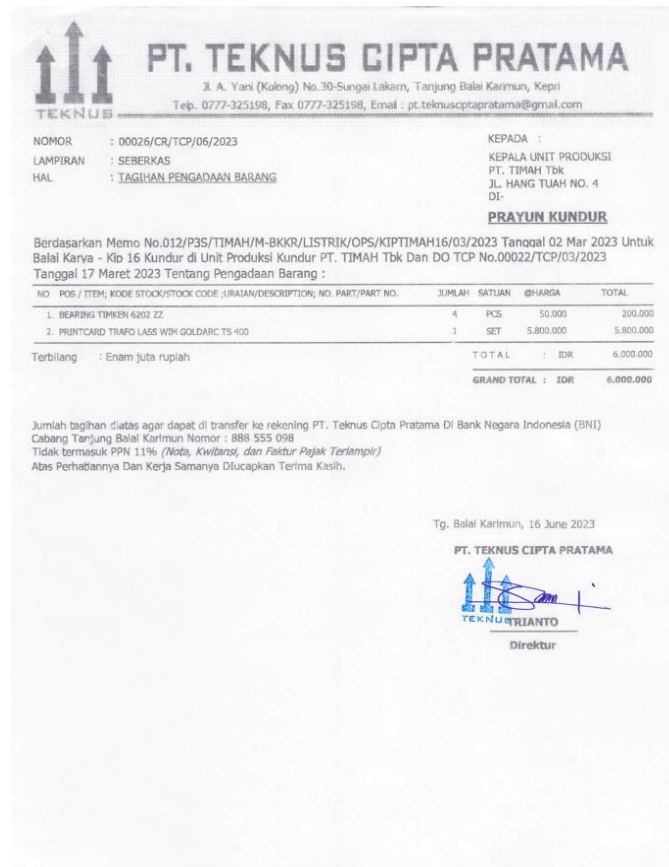 PT. TEKNUS CIPTA PRATAMA
Jl. A. Yani (Kolong) No.30-Sungai Lakam, Tanjung Balai Karimun, Kepri
Telp. 0777-325198, Fax 0777-325198, Email : pt.teknusciptapratama@gmail.com
TEKNUS
NOMOR : 00026/CR/TCP/06/2023
LAMPIRAN : SEBERKAS
HAL : TAGIHAN PENGADAAN BARANG
KEPADA :
KEPALA UNIT PRODUKSI
PT. TIMAH Tbk
JL. HANG TUAH NO. 4
DI-
PRAYUN KUNDUR
Berdasarkan Memo No.012/P3S/TIMAH/M-BKKR/LISTRIK/OPS/KIPTIMAH16/03/2023 Tanggal 02 Mar 2023 Untuk
Balai Karya - Kip 16 Kundur di Unit Produksi Kundur PT. TIMAH Tbk Dan DO TCP No.00022/TCP/03/2023
Tanggal 17 Maret 2023 Tentang Pengadaan Barang :
NO POS / ITEM; KODE STOCK/STOCK CODE ;URAIAN/DESCRIPTION; NO. PART/PART NO. JUMLAH SATUAN @HARGA TOTAL
1. BEARING TIMKEN 6202 ZZ 4 PCS 50.000 200.000
2. PRINTCARD TRAFO LASS WIM GOLDARC TS 400 1 SET 5.800.000 5.800.000
Terbilang : Enam juta rupiah TOTAL : IDR 6.000.000
GRAND TOTAL : IDR 6.000.000
Jumlah tagihan diatas agar dapat di transfer ke rekening PT. Teknus Cipta Pratama Di Bank Negara Indonesia (BNI)
Cabang Tanjung Balai Karimun Nomor : 888 555 098
Tidak termasuk PPN 11% (Nota, Kwitansi, dan Faktur Pajak Terlampir)
Atas Perhatiannya Dan Kerja Samanya Diucapkan Terima Kasih.
Tg. Balai Karimun, 16 June 2023
PT. TEKNUS CIPTA PRATAMA
TEKNUS
TRIANTO
Direktur